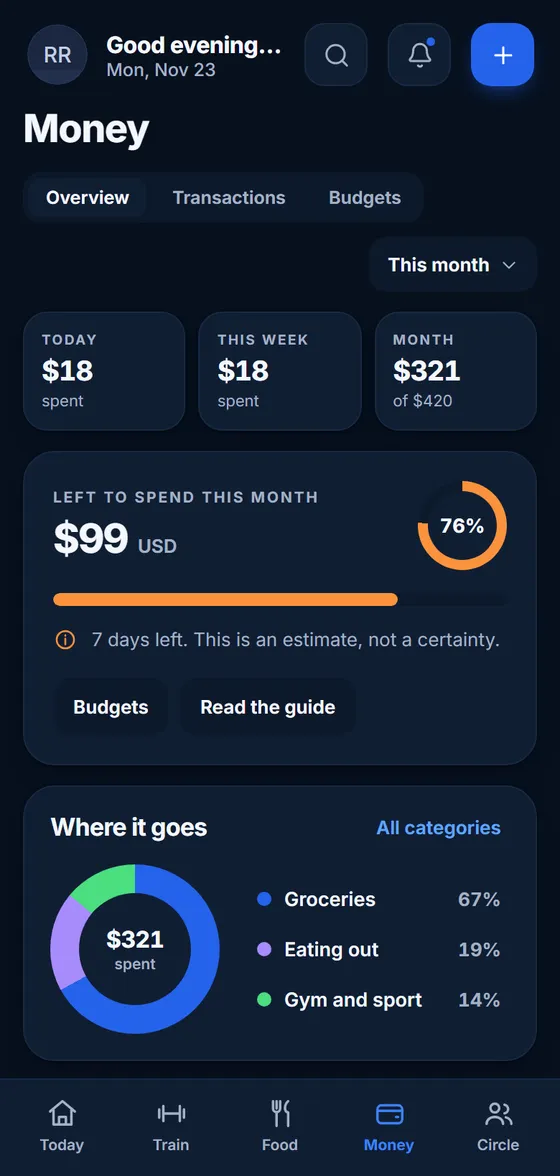 RR
Good evening...
Mon, Nov 23
Money
Overview Transactions Budgets
This month
TODAY
$18
spent
THIS WEEK
$18
spent
MONTH
$321
of $420
LEFT TO SPEND THIS MONTH
$99 USD
76%
7 days left. This is an estimate, not a certainty.
Budgets Read the guide
Where it goes
All categories
$321
spent
Groceries 67%
Eating out 19%
Gym and sport 14%
Today Train Food Money Circle